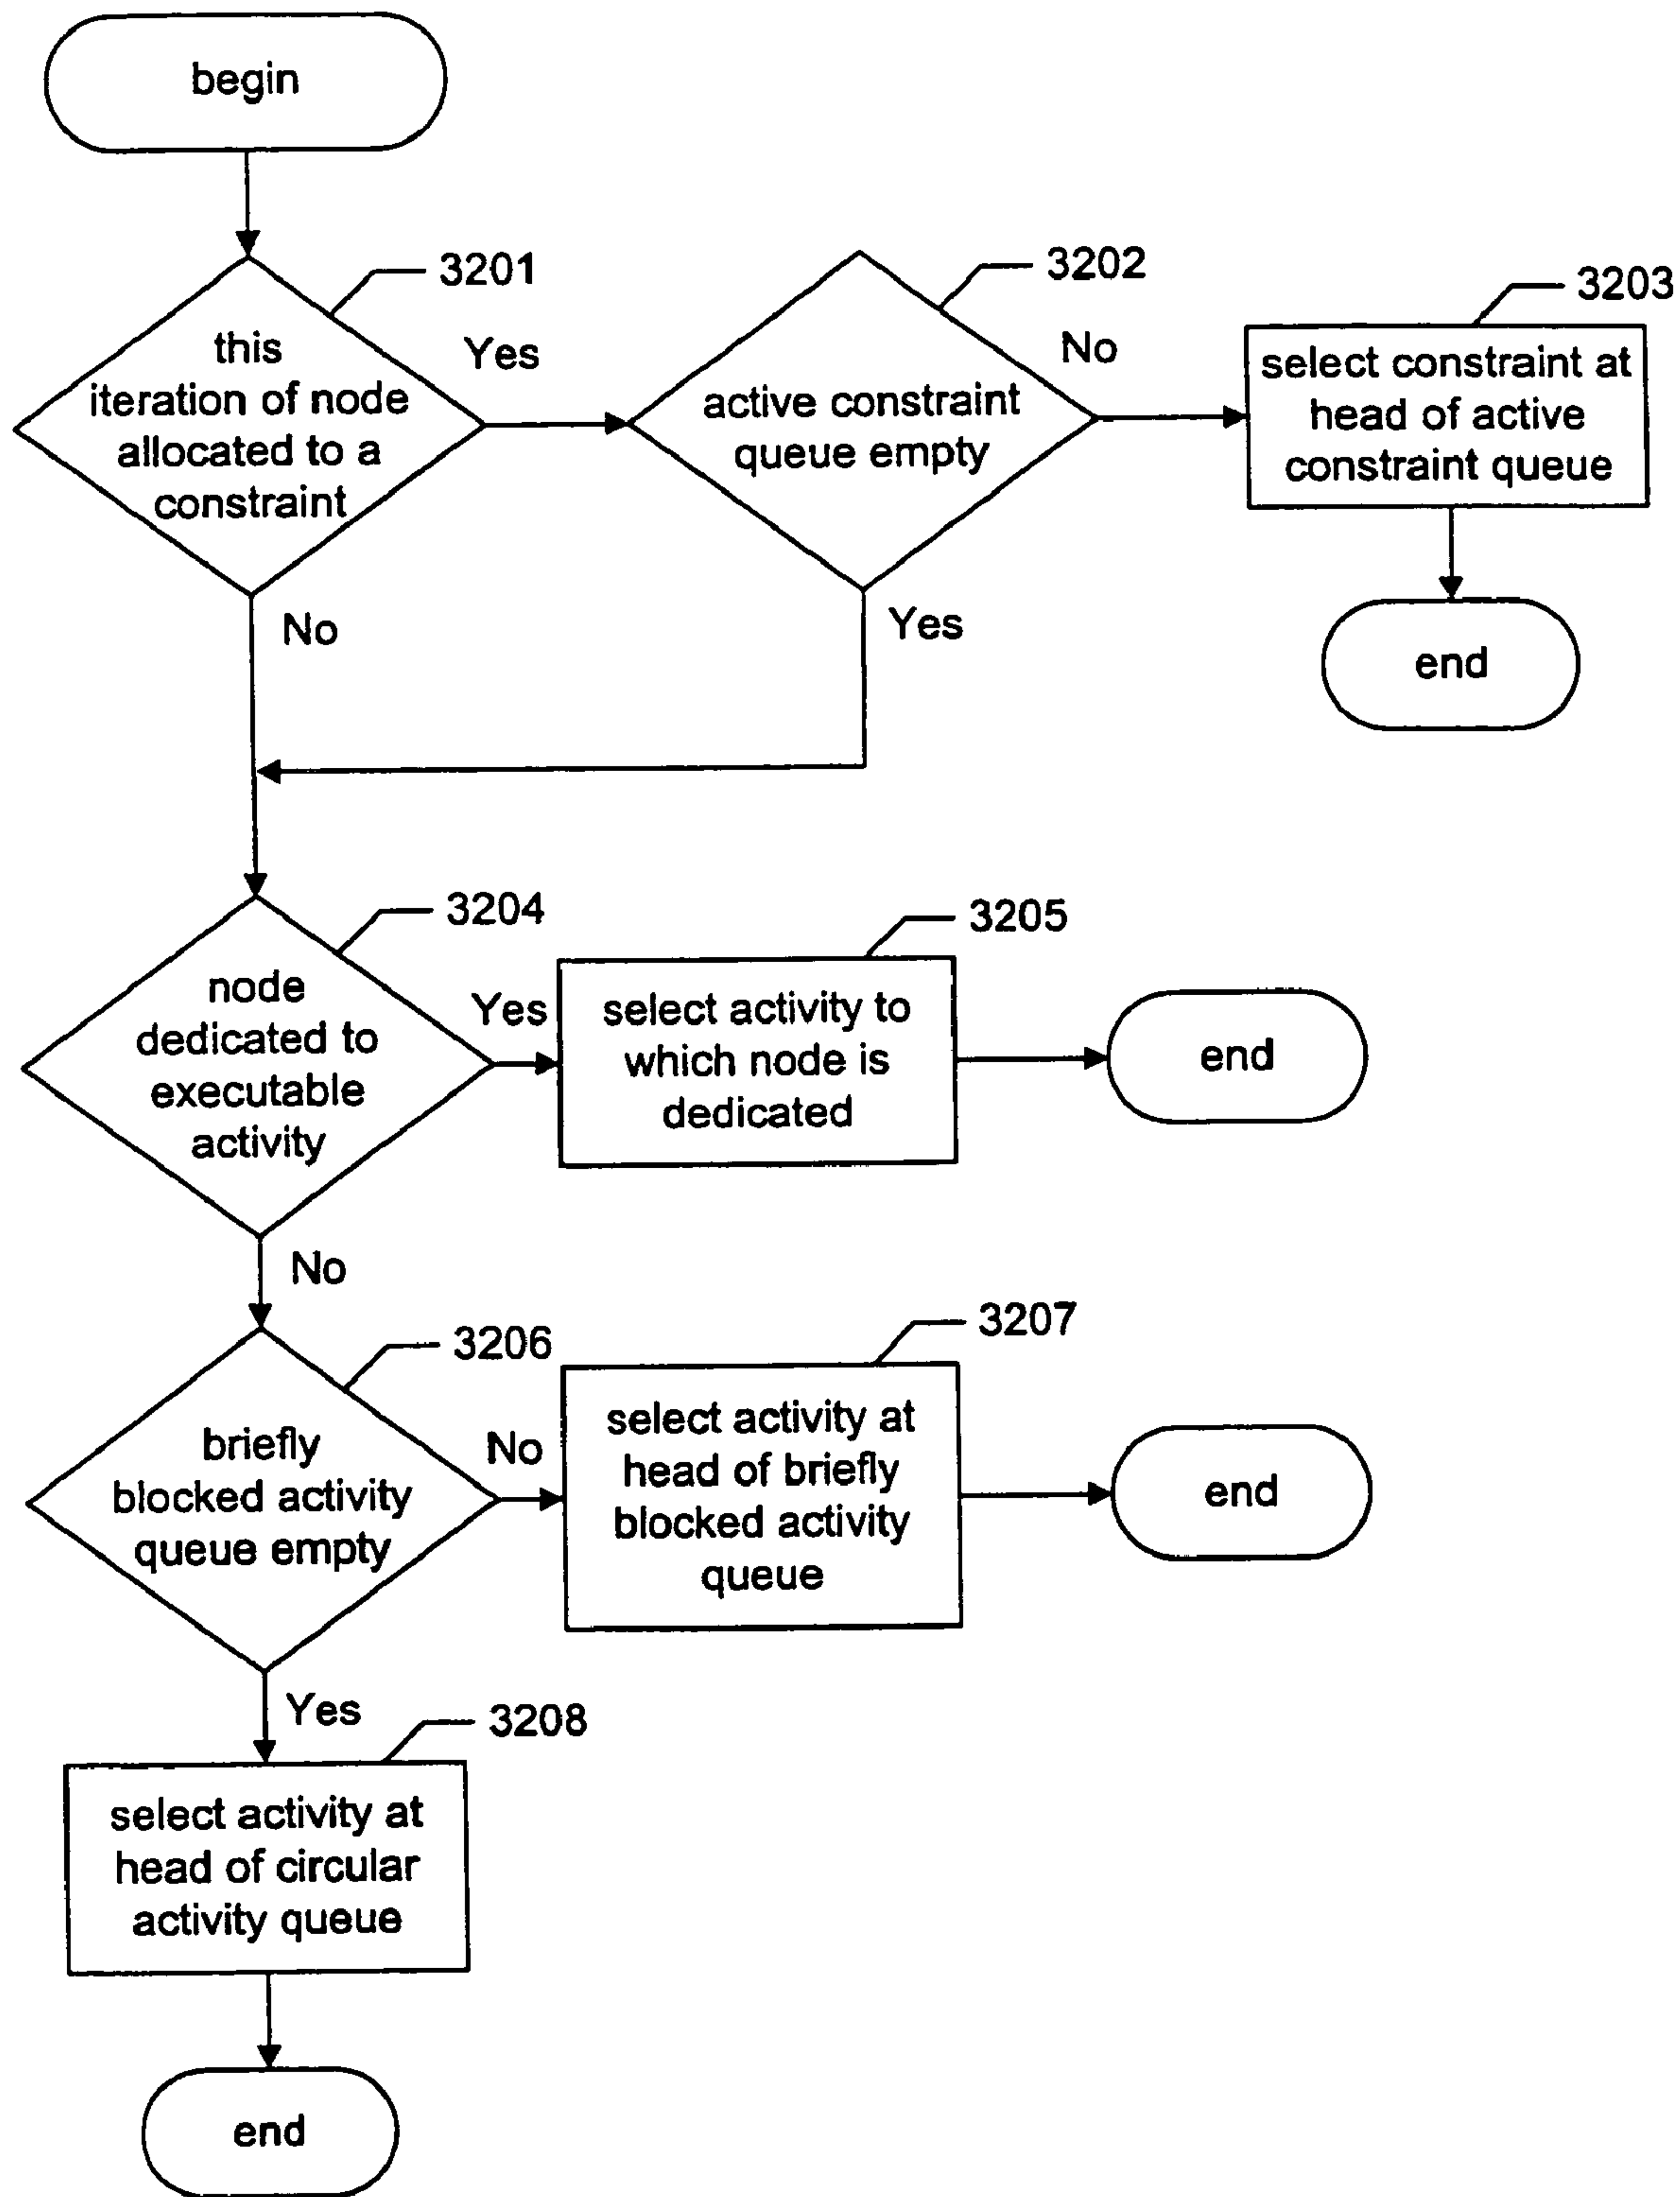 begin
3201
this
iteration of node
allocated to a
constraint
Yes
3202
active constraint
queue empty
No
3203
select constraint at
head of active
constraint queue
end
No
Yes
3204
node
dedicated to
executable
activity
Yes
3205
select activity to
which node is
dedicated
end
No
3206
briefly
blocked activity
queue empty
No
3207
select activity at
head of briefly
blocked activity
queue
end
Yes
3208
select activity at
head of circular
activity queue
end